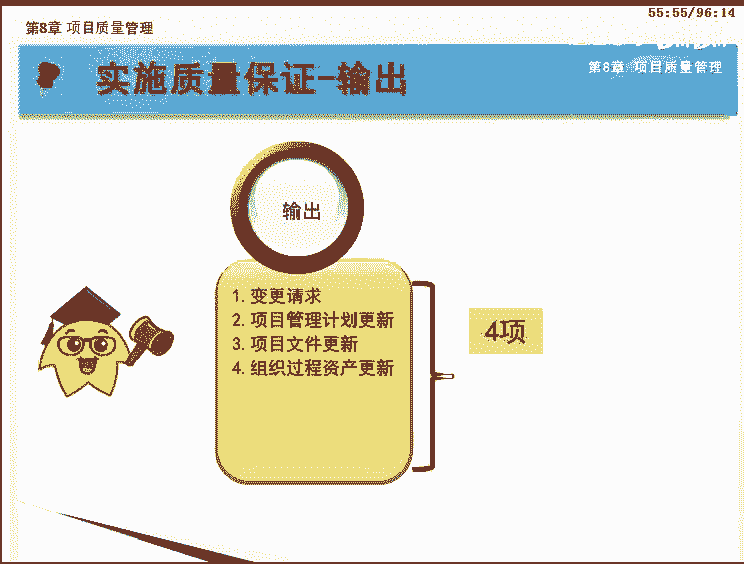 55:55/96:14
第8章 项目质量管理
第8章 项目质量管理
实施质量保证-输出
输出
1. 变更请求
2. 项目管理计划更新
3. 项目文件更新
4. 组织过程资产更新
4项